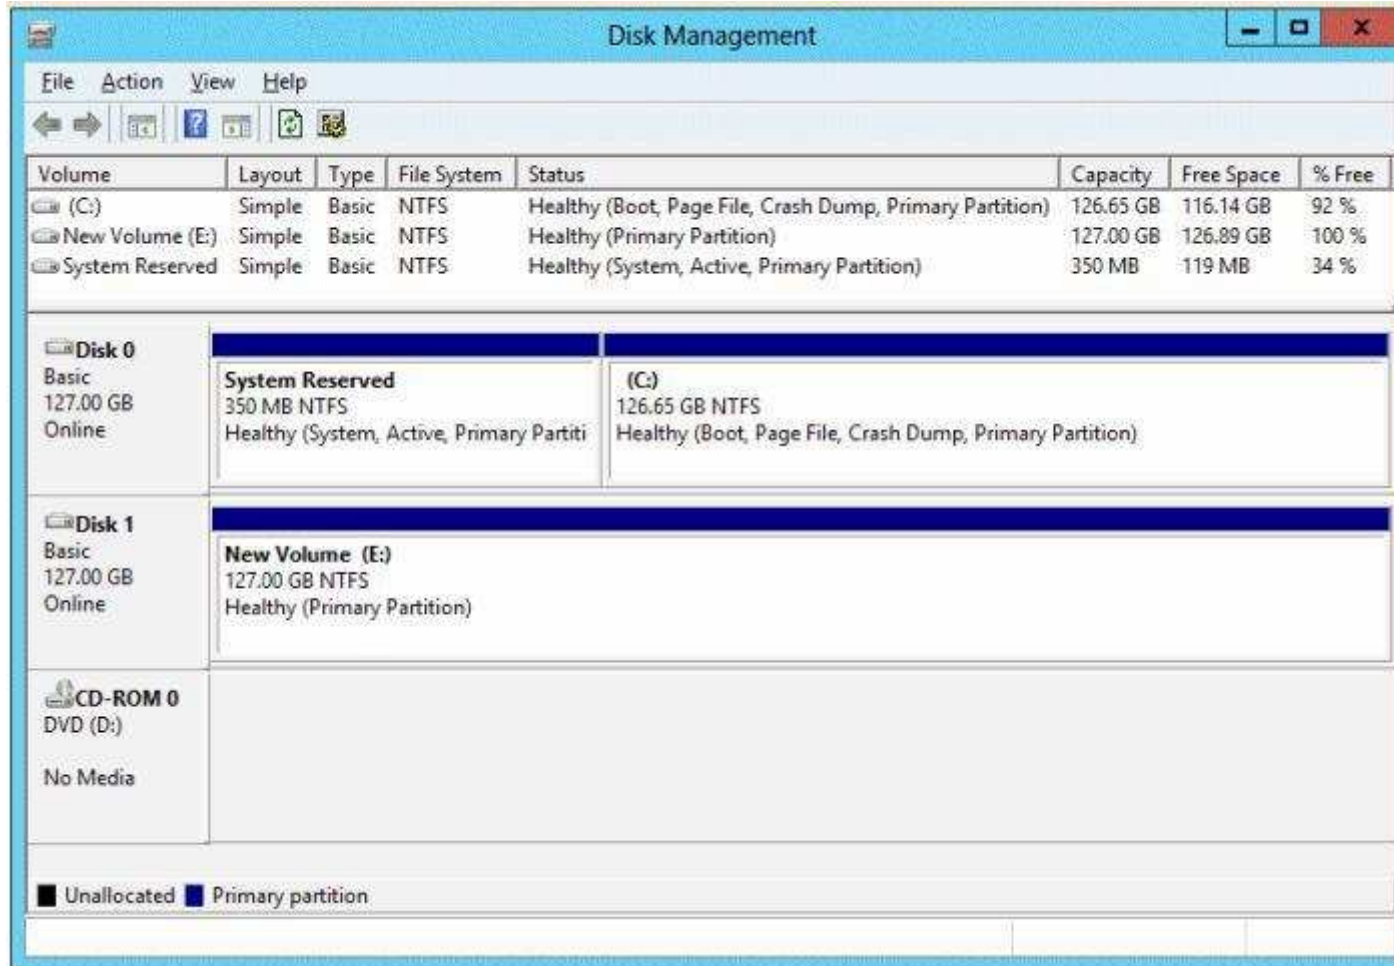 Disk Management
File Action View Help
Volume Layout Type File System Status Capacity Free Space % Free
(C:) Simple Basic NTFS Healthy (Boot, Page File, Crash Dump, Primary Partition) 126.65 GB 116.14 GB 92 %
New Volume (E:) Simple Basic NTFS Healthy (Primary Partition) 127.00 GB 126.89 GB 100 %
System Reserved Simple Basic NTFS Healthy (System, Active, Primary Partition) 350 MB 119 MB 34 %
Disk 0
Basic
127.00 GB
Online
System Reserved
350 MB NTFS
Healthy (System, Active, Primary Partiti
(C:)
126.65 GB NTFS
Healthy (Boot, Page File, Crash Dump, Primary Partition)
Disk 1
Basic
127.00 GB
Online
New Volume (E:)
127.00 GB NTFS
Healthy (Primary Partition)
CD-ROM 0
DVD (D:)
No Media
Unallocated Primary partition